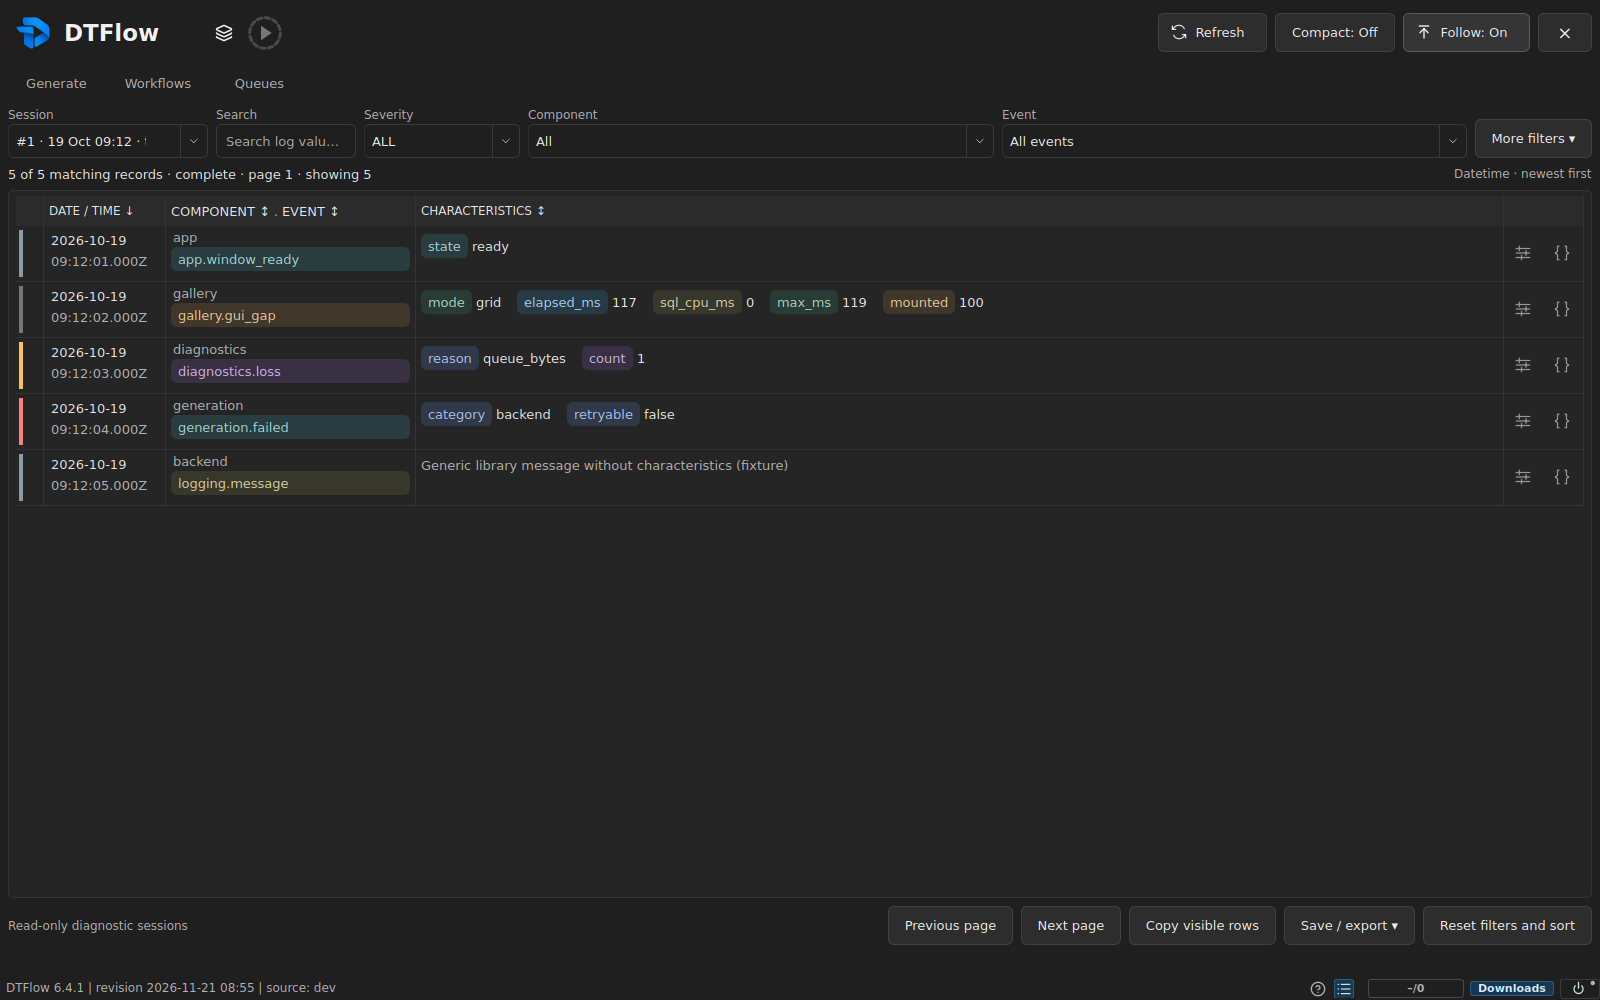 DTFlow
Refresh
Compact: Off
Follow: On
Generate
Workflows
Queues
Session
Search
Severity
Component
Event
#1 · 19 Oct 09:12 ·
Search log valu...
ALL
All
All events
More filters ▾
5 of 5 matching records · complete · page 1 · showing 5
Datetime · newest first
DATE / TIME ↓
COMPONENT ↕ . EVENT ↕
CHARACTERISTICS ↕
2026-10-19
09:12:01.000Z
app
app.window_ready
state ready
{ }
2026-10-19
09:12:02.000Z
gallery
gallery.gui_gap
mode grid elapsed_ms 117 sql_cpu_ms 0 max_ms 119 mounted 100
{ }
2026-10-19
09:12:03.000Z
diagnostics
diagnostics.loss
reason queue_bytes count 1
{ }
2026-10-19
09:12:04.000Z
generation
generation.failed
category backend retryable false
{ }
2026-10-19
09:12:05.000Z
backend
logging.message
Generic library message without characteristics (fixture)
{ }
Read-only diagnostic sessions
Previous page
Next page
Copy visible rows
Save / export ▾
Reset filters and sort
DTFlow 6.4.1 | revision 2026-11-21 08:55 | source: dev
-/0
Downloads